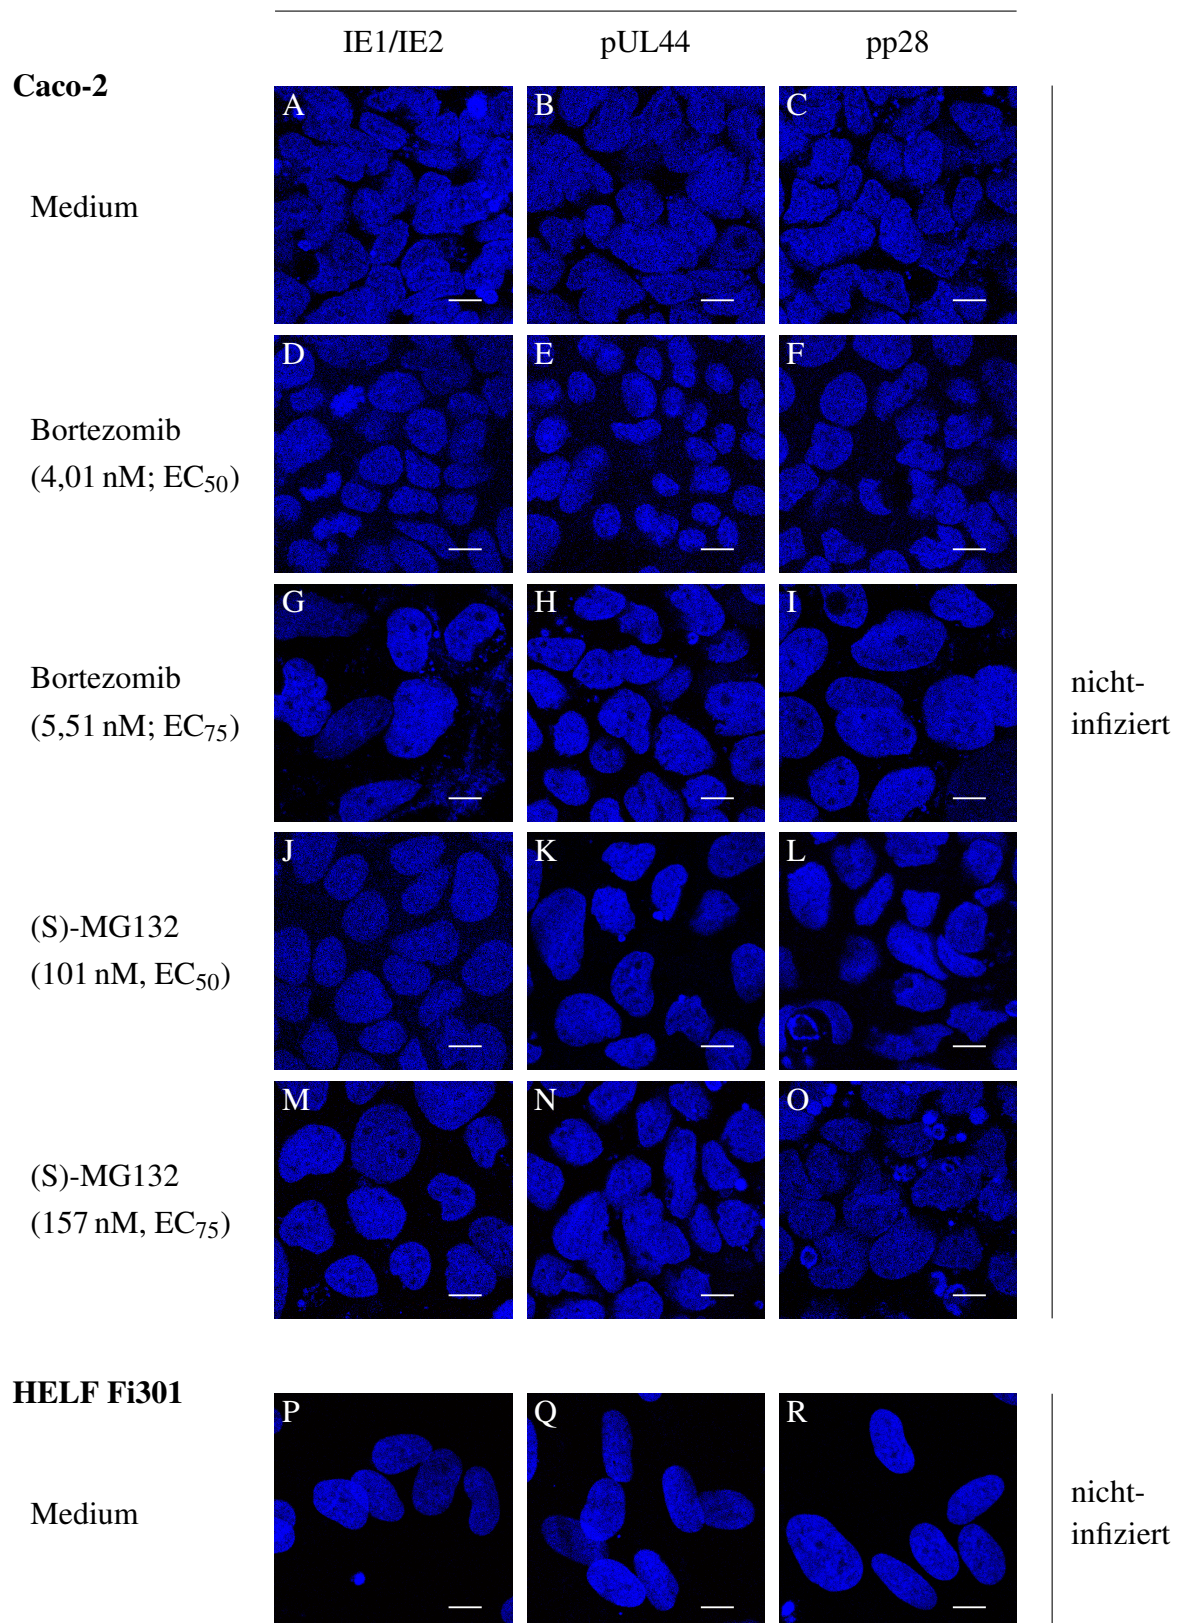 IE1/IE2 pUL44 pp28
Caco-2
A B C
Medium
D E F
Bortezomib
(4,01 nM; EC50)
G H I
Bortezomib
(5,51 nM; EC75)
nicht-
infiziert
J K L
(S)-MG132
(101 nM, EC50)
M N O
(S)-MG132
(157 nM, EC75)
HELF Fi301
P Q R
Medium
nicht-
infiziert